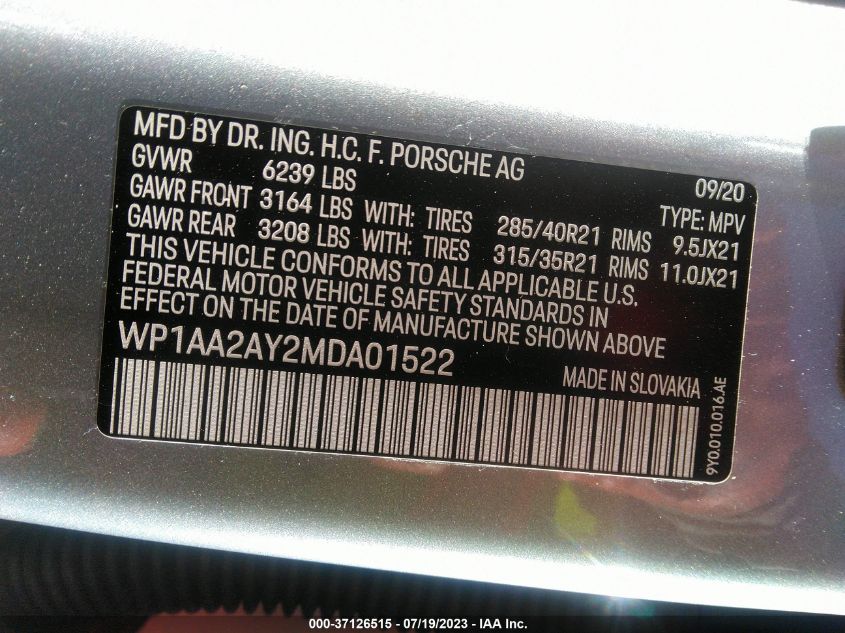 MFD BY DR. ING. H.C. F. PORSCHE AG 09/20
GVWR 6239 LBS TYPE: MPV
GAWR FRONT 3164 LBS WITH: TIRES 285/40R21 RIMS 9.5JX21
GAWR REAR 3208 LBS WITH: TIRES 315/35R21 RIMS 11.0JX21
THIS VEHICLE CONFORMS TO ALL APPLICABLE U.S.
FEDERAL MOTOR VEHICLE SAFETY STANDARDS IN
EFFECT ON THE DATE OF MANUFACTURE SHOWN ABOVE
WP1AA2AY2MDA01522
MADE IN SLOVAKIA
9Y0.010.016.AE
000-37126515 - 07/19/2023 - IAA Inc.